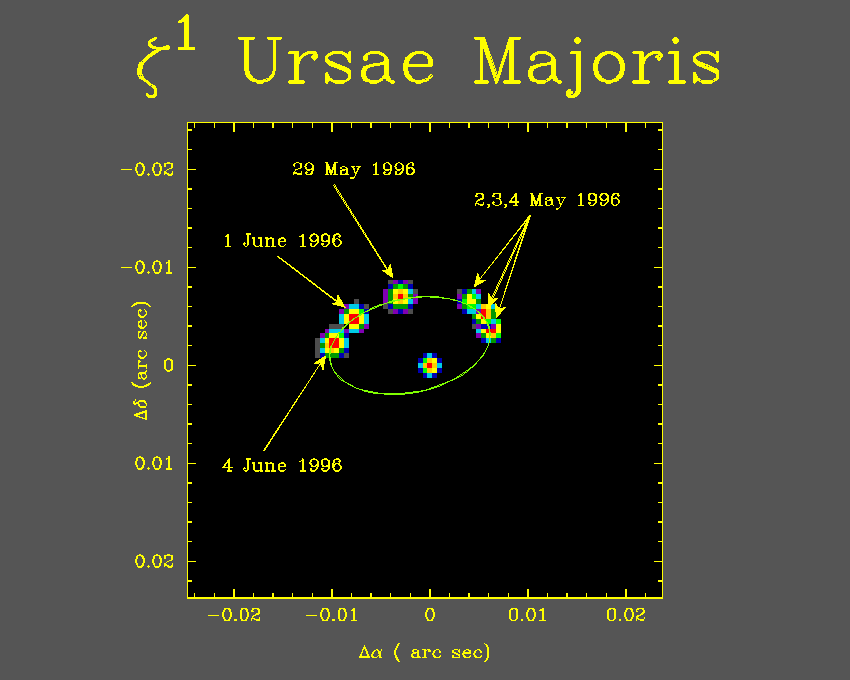 ζ¹ Ursae Majoris
29 May 1996
2,3,4 May 1996
1 June 1996
4 June 1996
−0.02
−0.01
0
0.01
0.02
Δδ (arc sec)
−0.02 −0.01 0 0.01 0.02
Δα ( arc sec)